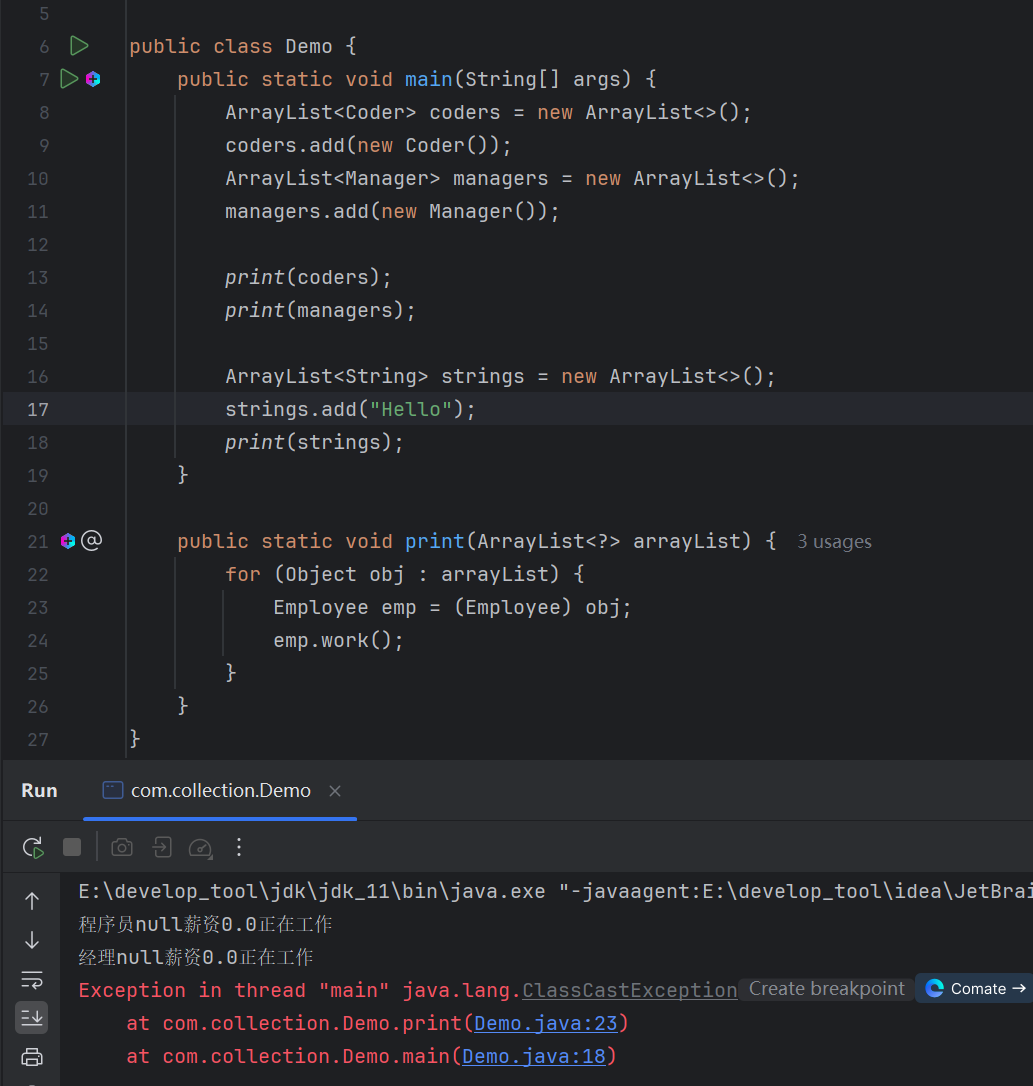 5
6 public class Demo {
7 public static void main(String[] args) {
8 ArrayList<Coder> coders = new ArrayList<>();
9 coders.add(new Coder());
10 ArrayList<Manager> managers = new ArrayList<>();
11 managers.add(new Manager());
12
13 print(coders);
14 print(managers);
15
16 ArrayList<String> strings = new ArrayList<>();
17 strings.add("Hello");
18 print(strings);
19 }
20
21 public static void print(ArrayList<?> arrayList) { 3 usages
22 for (Object obj : arrayList) {
23 Employee emp = (Employee) obj;
24 emp.work();
25 }
26 }
27 }
Run com.collection.Demo
E:\develop_tool\jdk\jdk_11\bin\java.exe "-javaagent:E:\develop_tool\idea\JetBrai
程序员null薪资0.0正在工作
经理null薪资0.0正在工作
Exception in thread "main" java.lang.ClassCastException Create breakpoint Comate →
at com.collection.Demo.print(Demo.java:23)
at com.collection.Demo.main(Demo.java:18)